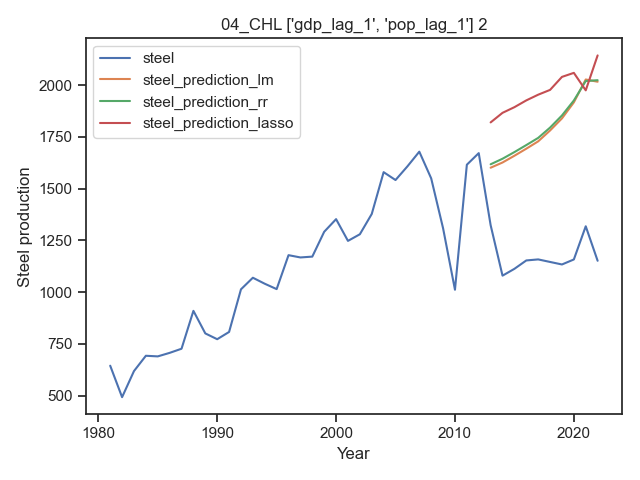 04_CHL ['gdp_lag_1', 'pop_lag_1'] 2
steel
steel_prediction_lm
steel_prediction_rr
steel_prediction_lasso
2000
1750
1500
1250
1000
750
500
Steel production
1980 1990 2000 2010 2020
Year